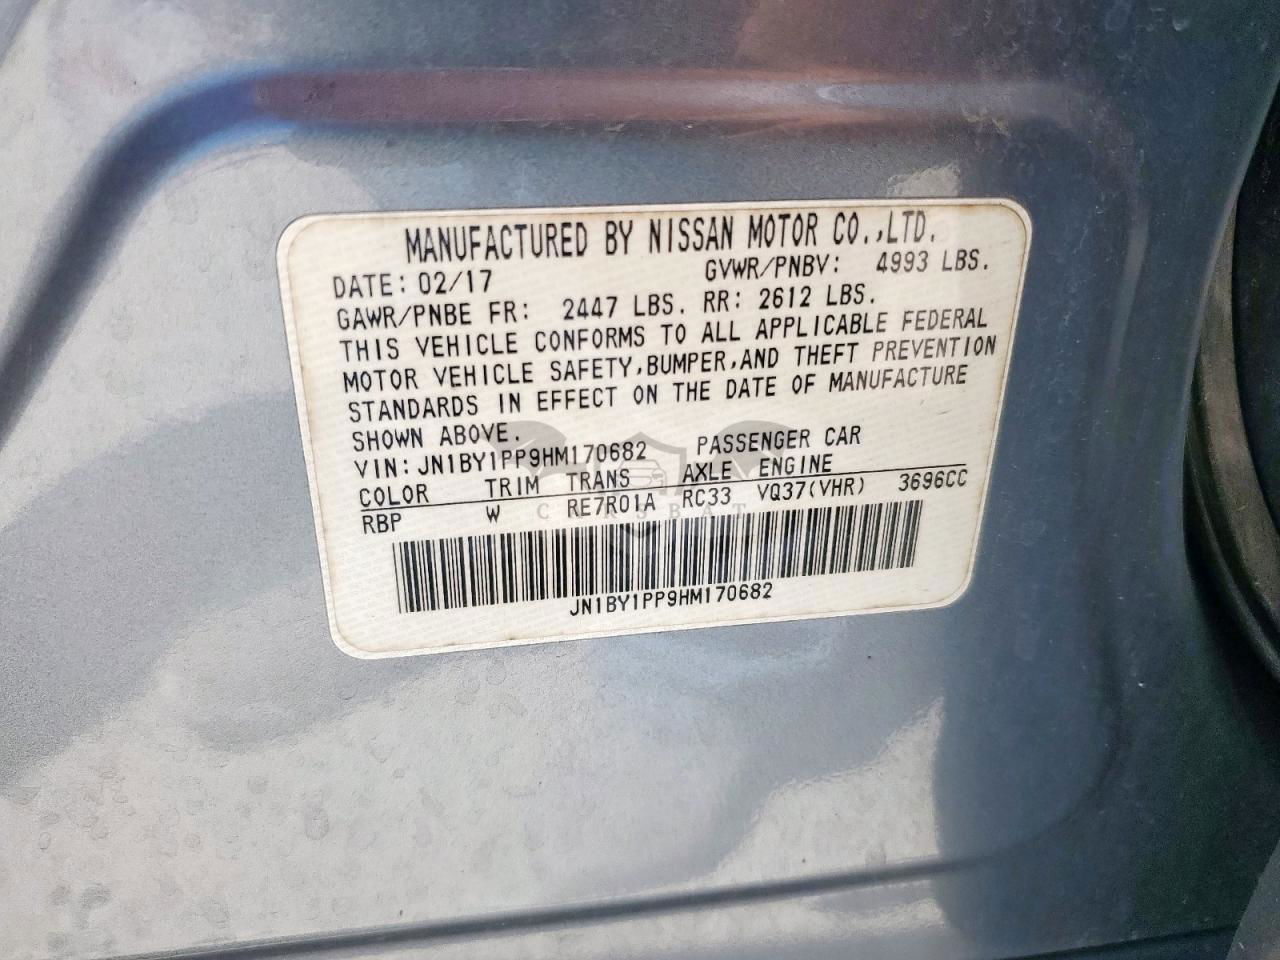 MANUFACTURED BY NISSAN MOTOR CO.,LTD.
DATE: 02/17 GVWR/PNBV: 4993 LBS.
GAWR/PNBE FR: 2447 LBS. RR: 2612 LBS.
THIS VEHICLE CONFORMS TO ALL APPLICABLE FEDERAL
MOTOR VEHICLE SAFETY,BUMPER,AND THEFT PREVENTION
STANDARDS IN EFFECT ON THE DATE OF MANUFACTURE
SHOWN ABOVE.
VIN: JN1BY1PP9HM170682 PASSENGER CAR
COLOR TRIM TRANS AXLE ENGINE
RBP W RE7R01A RC33 VQ37(VHR) 3696CC
CARSBAT
JN1BY1PP9HM170682